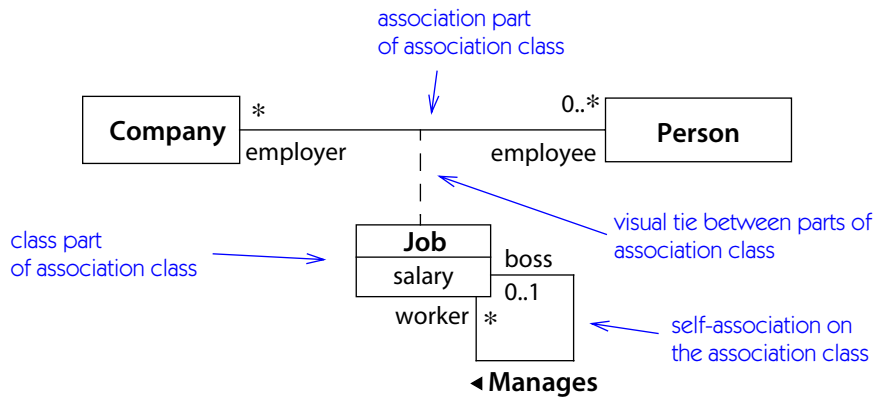 association part
of association class
*
0..*
Company
Person
employer
employee
visual tie between parts of
association class
class part
of association class
Job
salary
boss
0..1
worker
*
self-association on
the association class
◄ Manages